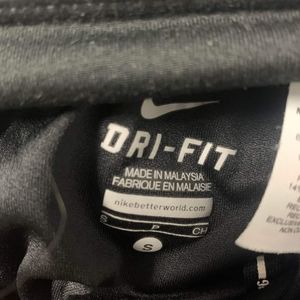 DRI-FIT
MADE IN MALAYSIA
FABRIQUE EN MALAISIE
nikebetterworld.com
S P CH
S